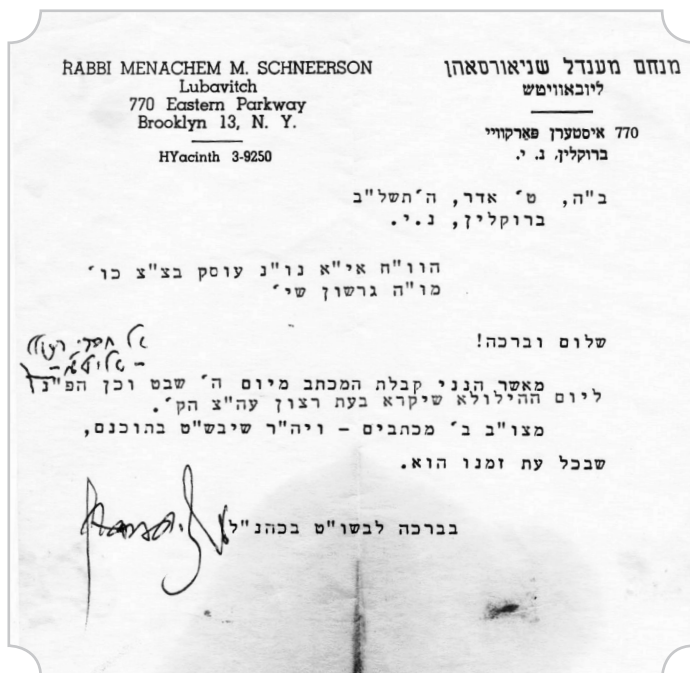 RABBI MENACHEM M. SCHNEERSON
Lubavitch
770 Eastern Parkway
Brooklyn 13, N. Y.
HYacinth 3-9250
מנחם מענדל שניאורסאהן
ליובאוויטש
770 איסטערן פּאַרקוויי
ברוקלין, נ. י.
ב"ה, ט' אדר, ה'תשל"ב
ברוקלין, נ.י.
הוו"ח אי"א נו"נ עוסק בצ"צ כו'
מו"ה גרשון שי'
שלום וברכה!
מאשר הנני קבלת המכתב מיום ה' שבט וכן הפ"נ
ליום ההילולא שיקרא בעת רצון עה"צ הק'.
מצו"ב ב' מכתבים – ויה"ר שיבש"ט בתוכנם,
שבכל עת זמנו הוא.
בברכה לבשו"ט בכהנ"ל